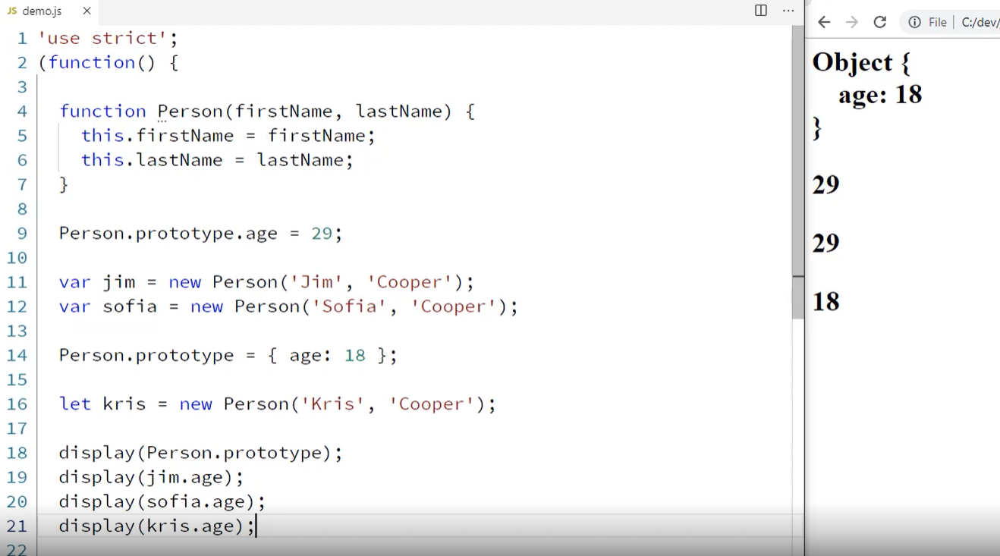 JS demo.js ×
1 'use strict';
2 (function() {
3
4 function Person(firstName, lastName) {
5 this.firstName = firstName;
6 this.lastName = lastName;
7 }
8
9 Person.prototype.age = 29;
10
11 var jim = new Person('Jim', 'Cooper');
12 var sofia = new Person('Sofia', 'Cooper');
13
14 Person.prototype = { age: 18 };
15
16 let kris = new Person('Kris', 'Cooper');
17
18 display(Person.prototype);
19 display(jim.age);
20 display(sofia.age);
21 display(kris.age);
22
File | C:/dev/
Object {
age: 18
}
29
29
18